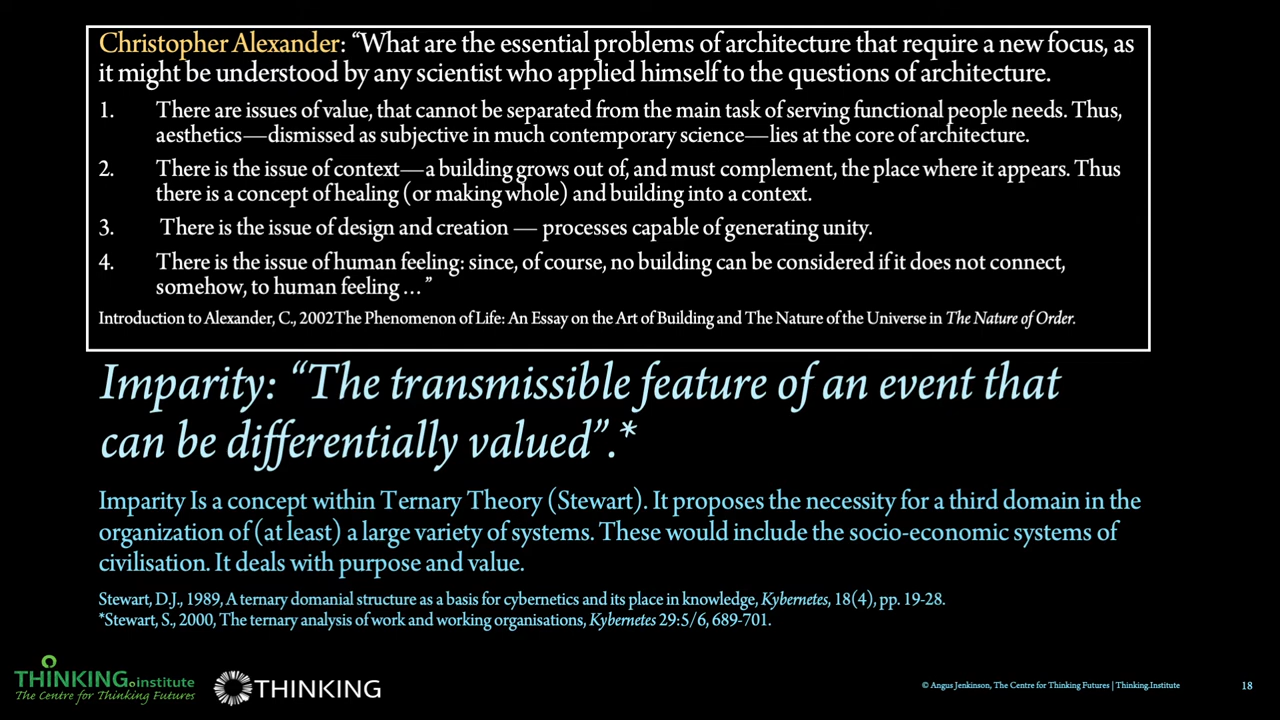 Christopher Alexander: “What are the essential problems of architecture that require a new focus, as
it might be understood by any scientist who applied himself to the questions of architecture.
1. There are issues of value, that cannot be separated from the main task of serving functional people needs. Thus,
aesthetics—dismissed as subjective in much contemporary science—lies at the core of architecture.
2. There is the issue of context—a building grows out of, and must complement, the place where it appears. Thus
there is a concept of healing (or making whole) and building into a context.
3. There is the issue of design and creation — processes capable of generating unity.
4. There is the issue of human feeling: since, of course, no building can be considered if it does not connect,
somehow, to human feeling … ”
Introduction to Alexander, C., 2002The Phenomenon of Life: An Essay on the Art of Building and The Nature of the Universe in The Nature of Order.
Imparity: “The transmissible feature of an event that
can be differentially valued”.*
Imparity Is a concept within Ternary Theory (Stewart). It proposes the necessity for a third domain in the
organization of (at least) a large variety of systems. These would include the socio-economic systems of
civilisation. It deals with purpose and value.
Stewart, D.J., 1989, A ternary domanial structure as a basis for cybernetics and its place in knowledge, Kybernetes, 18(4), pp. 19-28.
*Stewart, S., 2000, The ternary analysis of work and working organisations, Kybernetes 29:5/6, 689-701.
THINKING.institute
The Centre for Thinking Futures
THINKING
© Angus Jenkinson, The Centre for Thinking Futures | Thinking.Institute
18